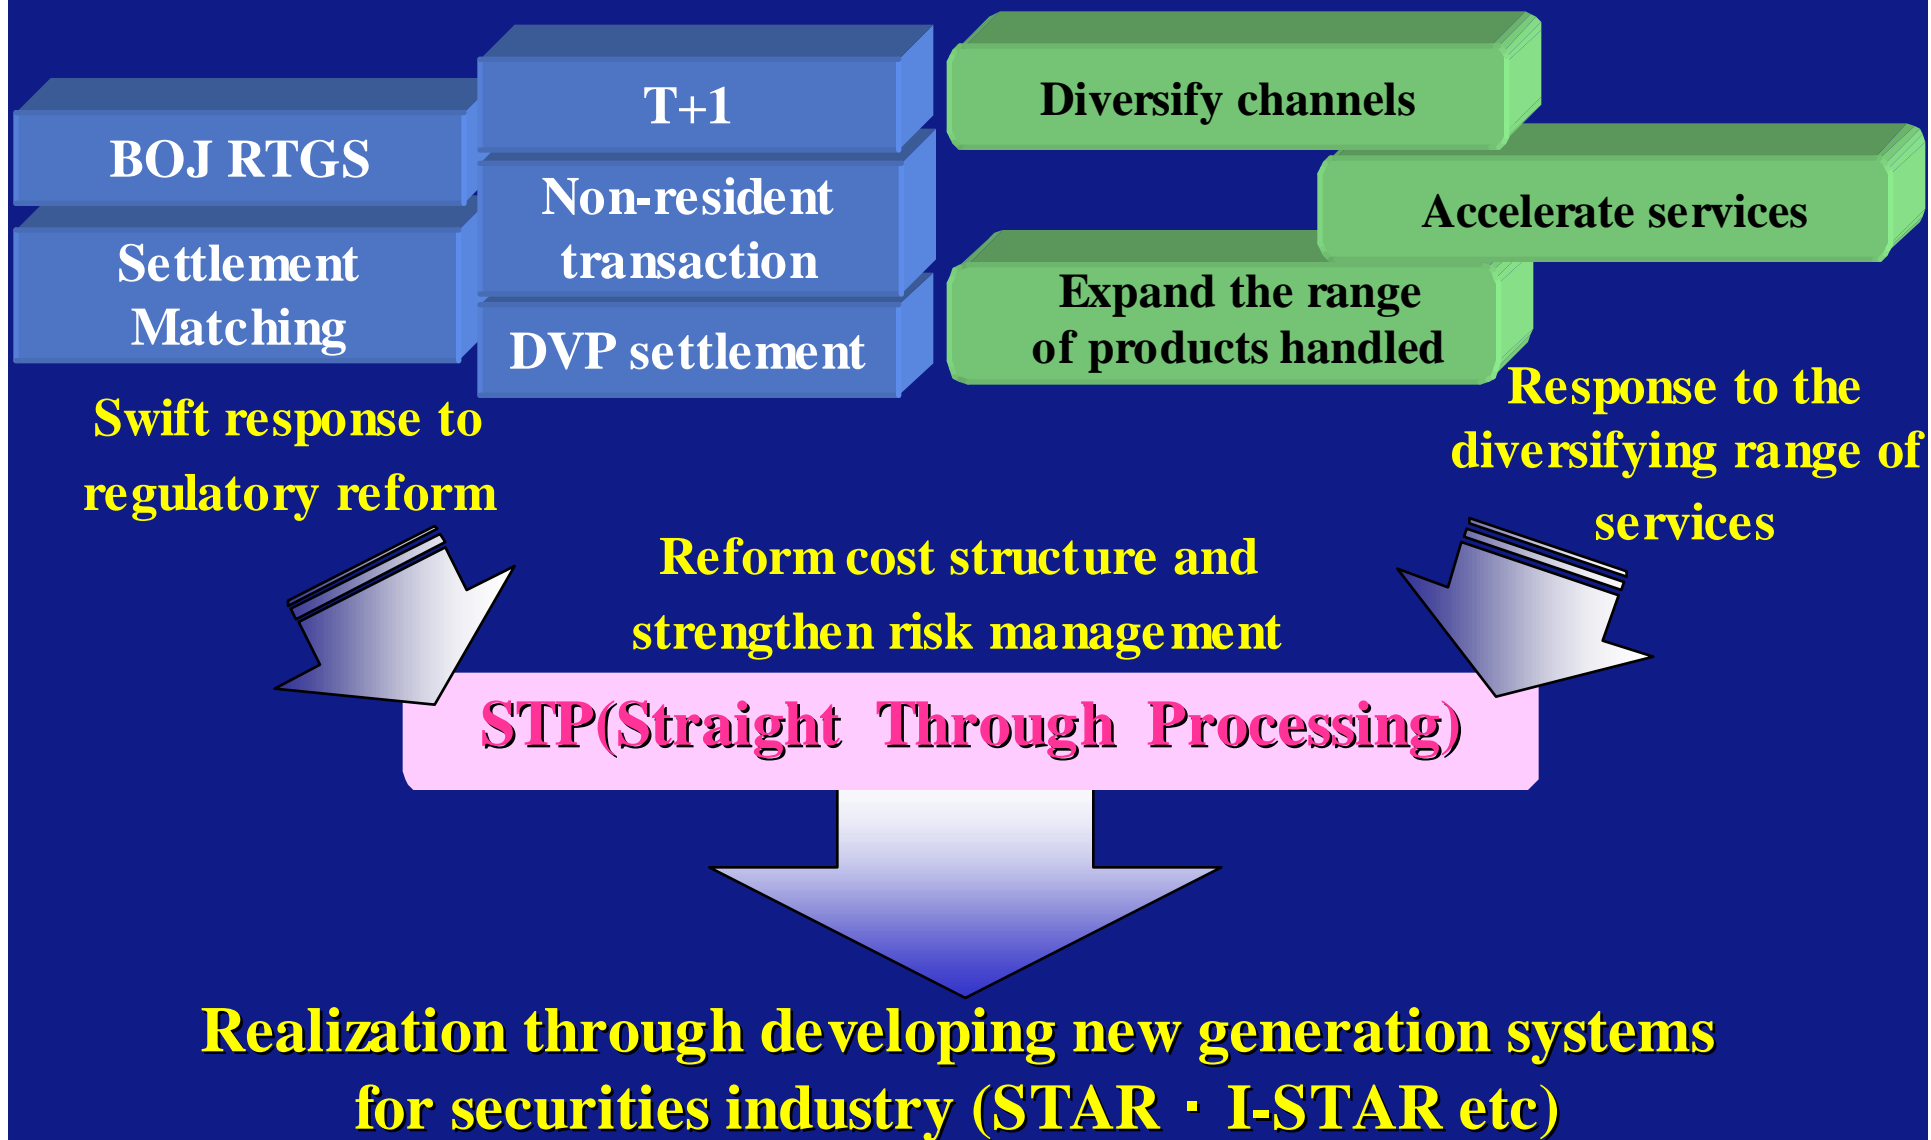 BOJ RTGS
Settlement
Matching
T+1
Non-resident
transaction
DVP settlement
Diversify channels
Accelerate services
Expand the range
of products handled
Swift response to
regulatory reform
Response to the
diversifying range of
services
Reform cost structure and
strengthen risk management
STP(Straight Through Processing)
Realization through developing new generation systems
for securities industry (STAR・I-STAR etc)